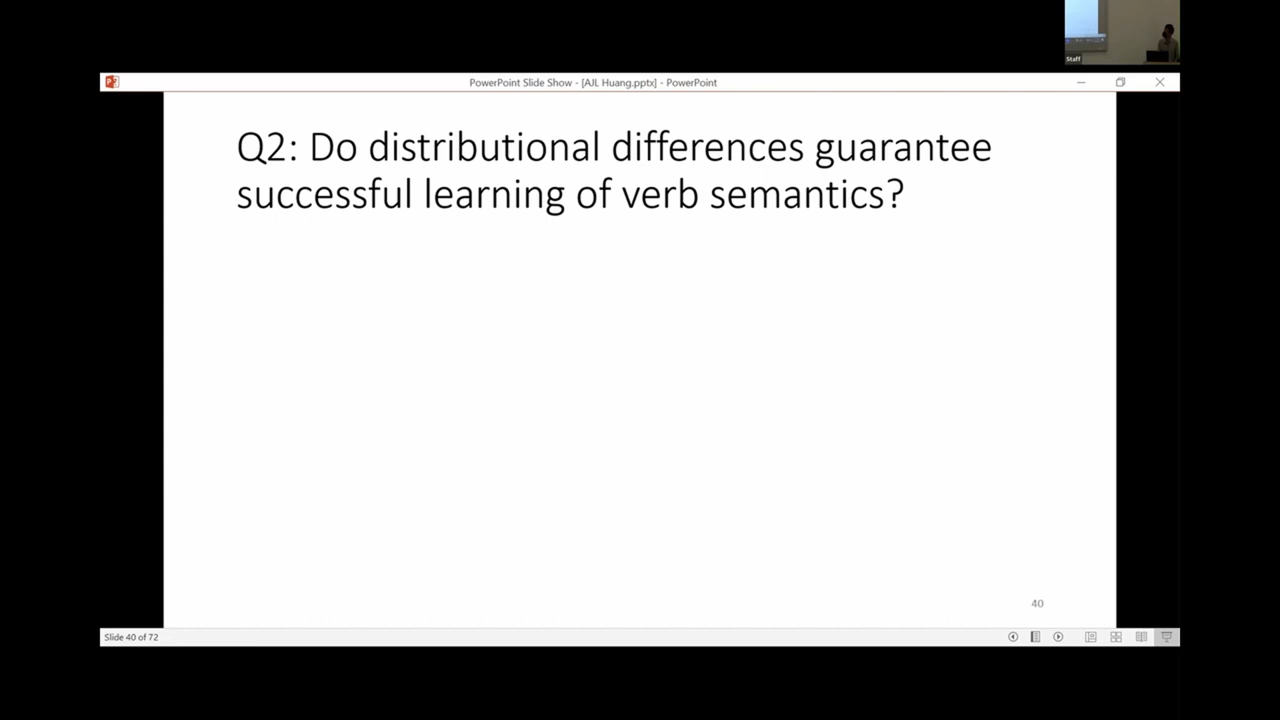 Staff
PowerPoint Slide Show - [AJL Huang.pptx] - PowerPoint
Q2: Do distributional differences guarantee
successful learning of verb semantics?
40
Slide 40 of 72